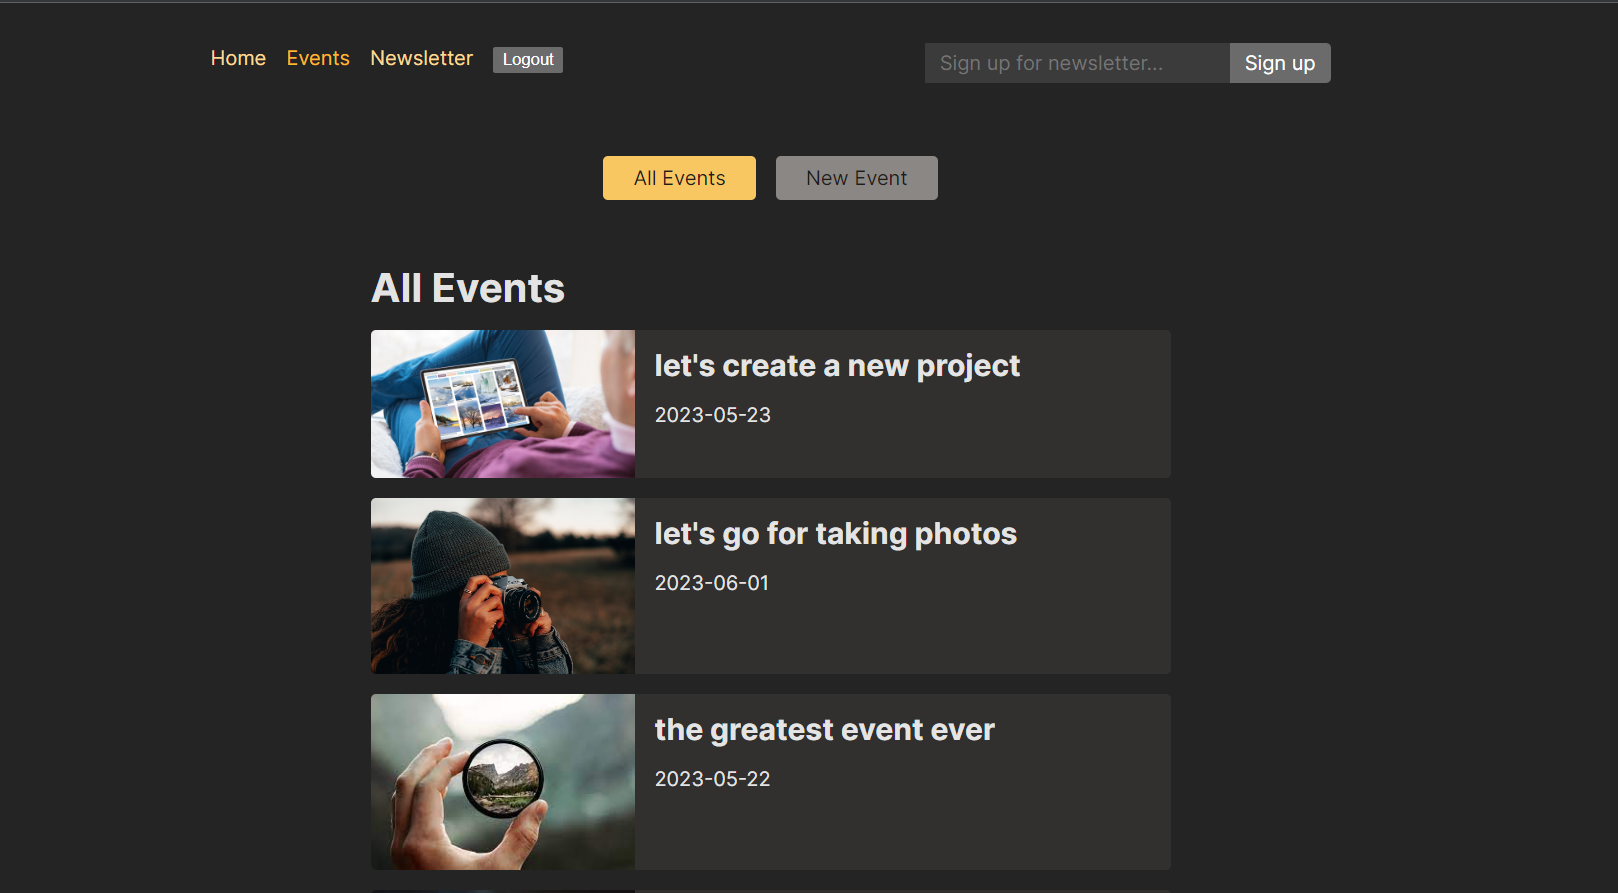 Home Events Newsletter Logout Sign up for newsletter... Sign up
All Events New Event
All Events
let's create a new project
2023-05-23
let's go for taking photos
2023-06-01
the greatest event ever
2023-05-22